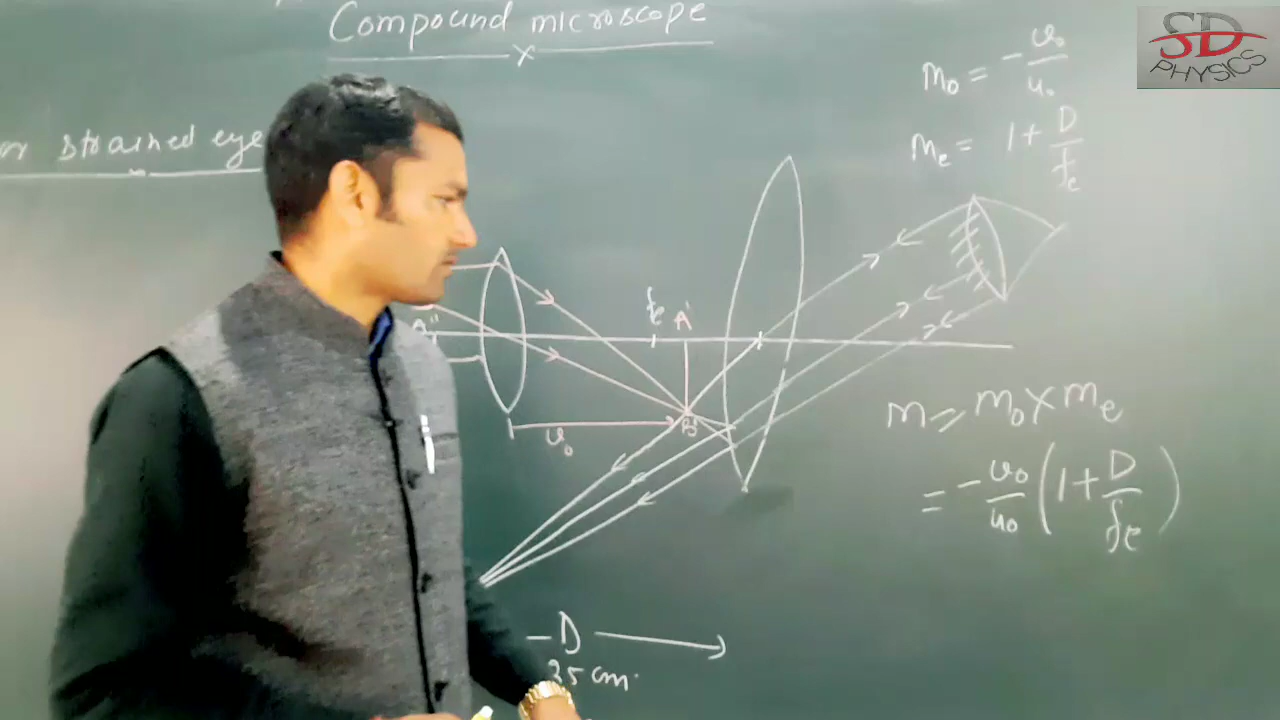 Compound microscope
SD
PHYSICS
m₀ = - v₀/u₀
strained eye
mₑ = 1 + D/fₑ
fₑ
A'
A''
B'
v₀
m = m₀ × mₑ
= - v₀/u₀ (1 + D/fₑ)
D
25 cm.